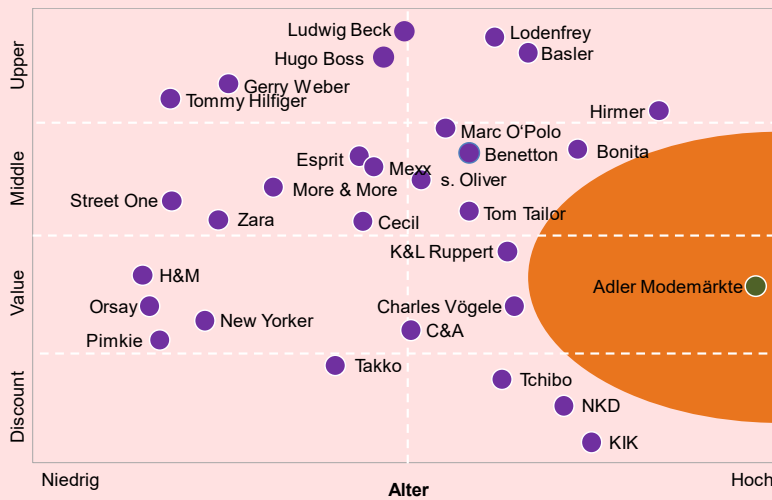 Upper
Ludwig Beck
Lodenfrey
Hugo Boss
Basler
Gerry Weber
Tommy Hilfiger
Hirmer
Middle
Marc O'Polo
Esprit
Benetton
Bonita
Mexx
s. Oliver
More & More
Street One
Tom Tailor
Zara
Cecil
Value
K&L Ruppert
H&M
Adler Modemärkte
Orsay
Charles Vögele
New Yorker
C&A
Pimkie
Discount
Takko
Tchibo
NKD
KIK
Niedrig
Alter
Hoch